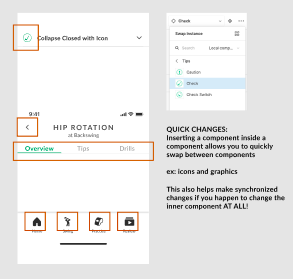 Collapse Closed with Icon
Check
Swap Instance
Search
Local comp...
Tips
Caution
Check
Check Switch
9:41
HIP ROTATION
at Backswing
Overview
Tips
Drills
Home
QUICK CHANGES:
Inserting a component inside a
component allows you to quickly
swap between components
ex: icons and graphics
This also helps make synchronized
changes if you happen to change the
inner component AT ALL!